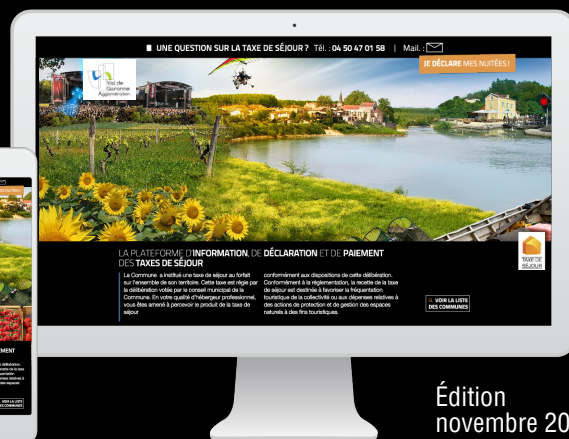 UNE QUESTION SUR LA TAXE DE SÉJOUR ? Tél. : 04 50 47 01 58 | Mail. :
JE DÉCLARE MES NUITÉES !
Val de
Garonne
Agglomération
LA PLATEFORME D'INFORMATION, DE DÉCLARATION ET DE PAIEMENT
DES TAXES DE SÉJOUR
La Commune a institué une taxe de séjour au forfait
sur l'ensemble de son territoire. Cette taxe est régie par
la délibération votée par le conseil municipal de la
Commune. En votre qualité d'hébergeur professionnel,
vous êtes amené à percevoir le produit de la taxe de
séjour
conformément aux dispositions de cette délibération.
Conformément à la réglementation, la recette de la taxe
de séjour est destinée à favoriser la fréquentation
touristique de la collectivité ou aux dépenses relatives à
des actions de protection et de gestion des espaces
naturels à des fins touristiques.
TAXE DE
SÉJOUR
VOIR LA LISTE
DES COMMUNES
EMENT
VOIR LA LISTE
DES COMMUNES
Édition
novembre 20